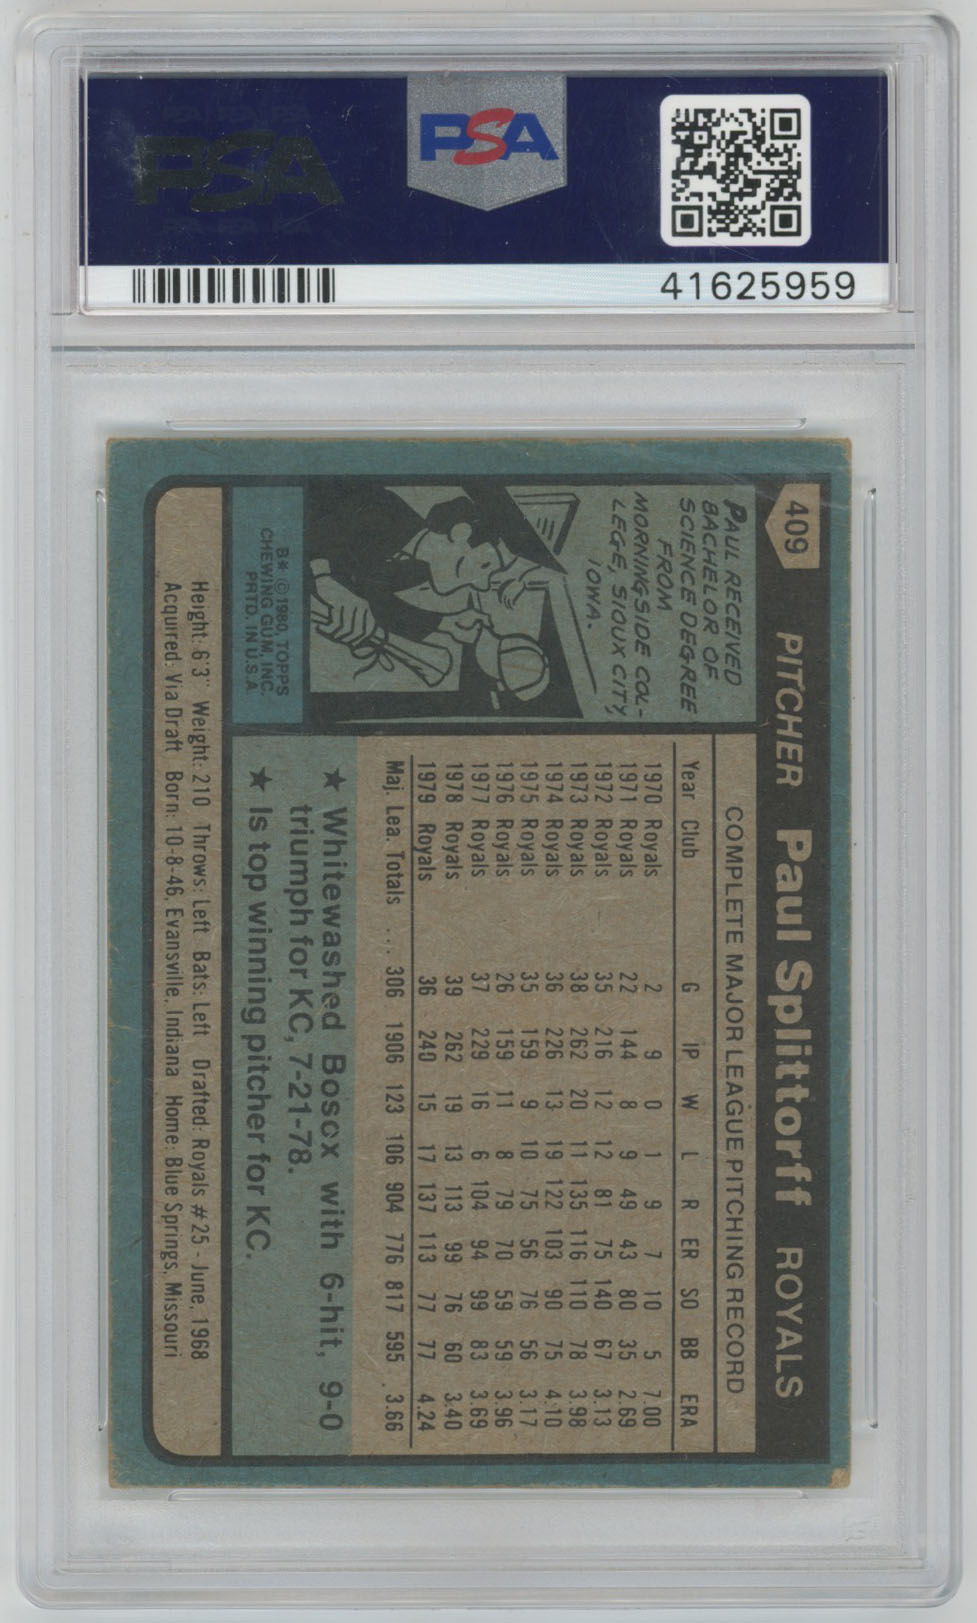 PSA
PSA
41625959
409
PITCHER Paul Splittorff ROYALS
PAUL RECEIVED
BACHELOR OF
SCIENCE DEGREE
FROM
MORNINGSIDE COL-
LEGE, SIOUX CITY,
IOWA.
B* © 1980, TOPPS
CHEWING GUM, INC.
PRTD. IN U.S.A.
COMPLETE MAJOR LEAGUE PITCHING RECORD
Year Club G IP W L R ER SO BB ERA
1970 Royals 2 9 0 1 9 7 10 5 7.00
1971 Royals 22 144 8 9 49 43 80 35 2.69
1972 Royals 35 216 12 12 81 75 140 67 3.13
1973 Royals 38 262 20 11 135 116 110 78 3.98
1974 Royals 36 226 13 19 122 103 90 75 4.10
1975 Royals 35 159 9 10 75 56 76 56 3.17
1976 Royals 26 159 11 8 79 70 59 59 3.96
1977 Royals 37 229 16 6 104 94 99 83 3.69
1978 Royals 39 262 19 13 113 99 76 60 3.40
1979 Royals 36 240 15 17 137 113 77 77 4.24
Maj. Lea. Totals ... 306 1906 123 106 904 776 817 595 3.66
★ Whitewashed Bosox with 6-hit, 9-0
triumph for KC, 7-21-78.
★ Is top winning pitcher for KC.
Height: 6'3" Weight: 210 Throws: Left Bats: Left Drafted: Royals # 25 - June, 1968
Acquired: Via Draft Born: 10-8-46, Evansville, Indiana Home: Blue Springs, Missouri